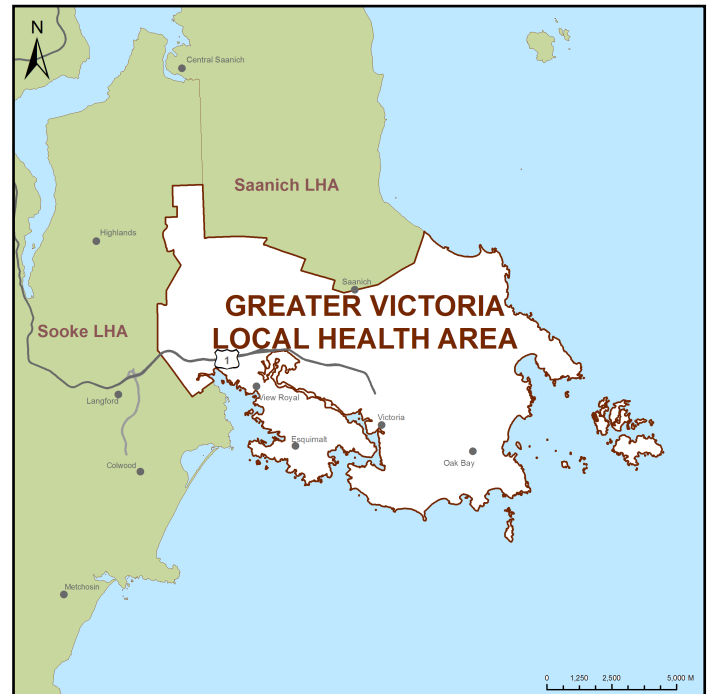 N
Central Saanich
Saanich LHA
Highlands
Saanich
GREATER VICTORIA
LOCAL HEALTH AREA
Sooke LHA
1
View Royal
Langford
Victoria
Esquimalt
Oak Bay
Colwood
Metchosin
0 1,250 2,500 5,000 M